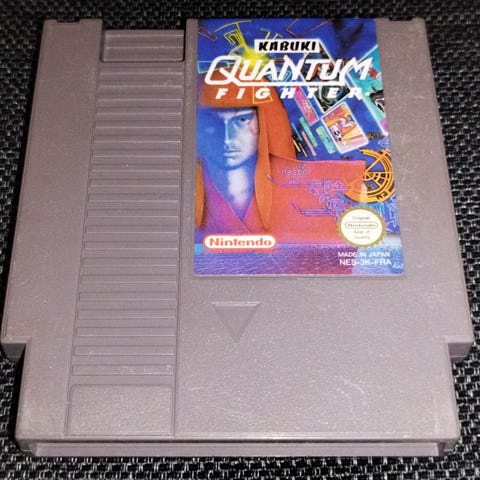 KABUKI
QUANTUM
FIGHTER
Nintendo
Original
Nintendo
Seal of
Quality
MADE IN JAPAN
NES-3K-FRA